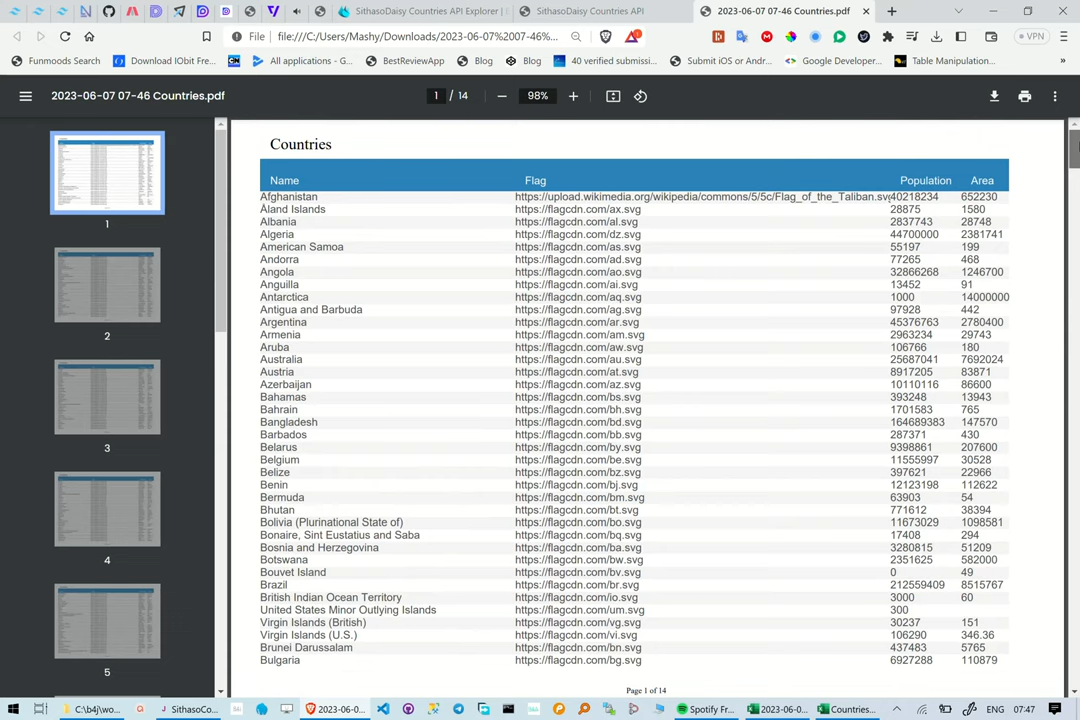 SithasoDaisy Countries API Explorer |
SithasoDaisy Countries API
2023-06-07 07-46 Countries.pdf
File
file:///C:/Users/Mashy/Downloads/2023-06-07%2007-46%...
VPN
Funmoods Search
Download IObit Fre...
All applications - G...
BestReviewApp
Blog
Blog
40 verified submissi...
Submit iOS or Andr...
Google Developer...
Table Manipulation...
2023-06-07 07-46 Countries.pdf
1 / 14
98%
1
2
3
4
5
Countries
Name Flag Population Area
Afghanistan https://upload.wikimedia.org/wikipedia/commons/5/5c/Flag_of_the_Taliban.svg 40218234 652230
Åland Islands https://flagcdn.com/ax.svg 28875 1580
Albania https://flagcdn.com/al.svg 2837743 28748
Algeria https://flagcdn.com/dz.svg 44700000 2381741
American Samoa https://flagcdn.com/as.svg 55197 199
Andorra https://flagcdn.com/ad.svg 77265 468
Angola https://flagcdn.com/ao.svg 32866268 1246700
Anguilla https://flagcdn.com/ai.svg 13452 91
Antarctica https://flagcdn.com/aq.svg 1000 14000000
Antigua and Barbuda https://flagcdn.com/ag.svg 97928 442
Argentina https://flagcdn.com/ar.svg 45376763 2780400
Armenia https://flagcdn.com/am.svg 2963234 29743
Aruba https://flagcdn.com/aw.svg 106766 180
Australia https://flagcdn.com/au.svg 25687041 7692024
Austria https://flagcdn.com/at.svg 8917205 83871
Azerbaijan https://flagcdn.com/az.svg 10110116 86600
Bahamas https://flagcdn.com/bs.svg 393248 13943
Bahrain https://flagcdn.com/bh.svg 1701583 765
Bangladesh https://flagcdn.com/bd.svg 164689383 147570
Barbados https://flagcdn.com/bb.svg 287371 430
Belarus https://flagcdn.com/by.svg 9398861 207600
Belgium https://flagcdn.com/be.svg 11555997 30528
Belize https://flagcdn.com/bz.svg 397621 22966
Benin https://flagcdn.com/bj.svg 12123198 112622
Bermuda https://flagcdn.com/bm.svg 63903 54
Bhutan https://flagcdn.com/bt.svg 771612 38394
Bolivia (Plurinational State of) https://flagcdn.com/bo.svg 11673029 1098581
Bonaire, Sint Eustatius and Saba https://flagcdn.com/bq.svg 17408 294
Bosnia and Herzegovina https://flagcdn.com/ba.svg 3280815 51209
Botswana https://flagcdn.com/bw.svg 2351625 582000
Bouvet Island https://flagcdn.com/bv.svg 0 49
Brazil https://flagcdn.com/br.svg 212559409 8515767
British Indian Ocean Territory https://flagcdn.com/io.svg 3000 60
United States Minor Outlying Islands https://flagcdn.com/um.svg 300
Virgin Islands (British) https://flagcdn.com/vg.svg 30237 151
Virgin Islands (U.S.) https://flagcdn.com/vi.svg 106290 346.36
Brunei Darussalam https://flagcdn.com/bn.svg 437483 5765
Bulgaria https://flagcdn.com/bg.svg 6927288 110879
Page 1 of 14
C:\b4j\wo...
SithasoCo...
2023-06-0...
Spotify Fr...
2023-06-0...
Countries...
ENG
07:47